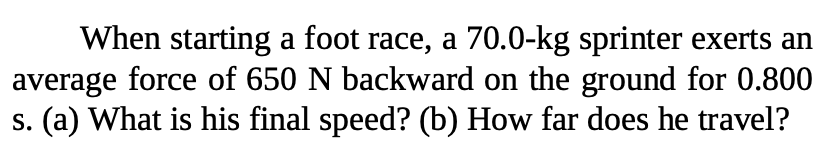 When starting a foot race, a 70.0-kg sprinter exerts an
average force of 650 N backward on the ground for 0.800
s. (a) What is his final speed? (b) How far does he travel?